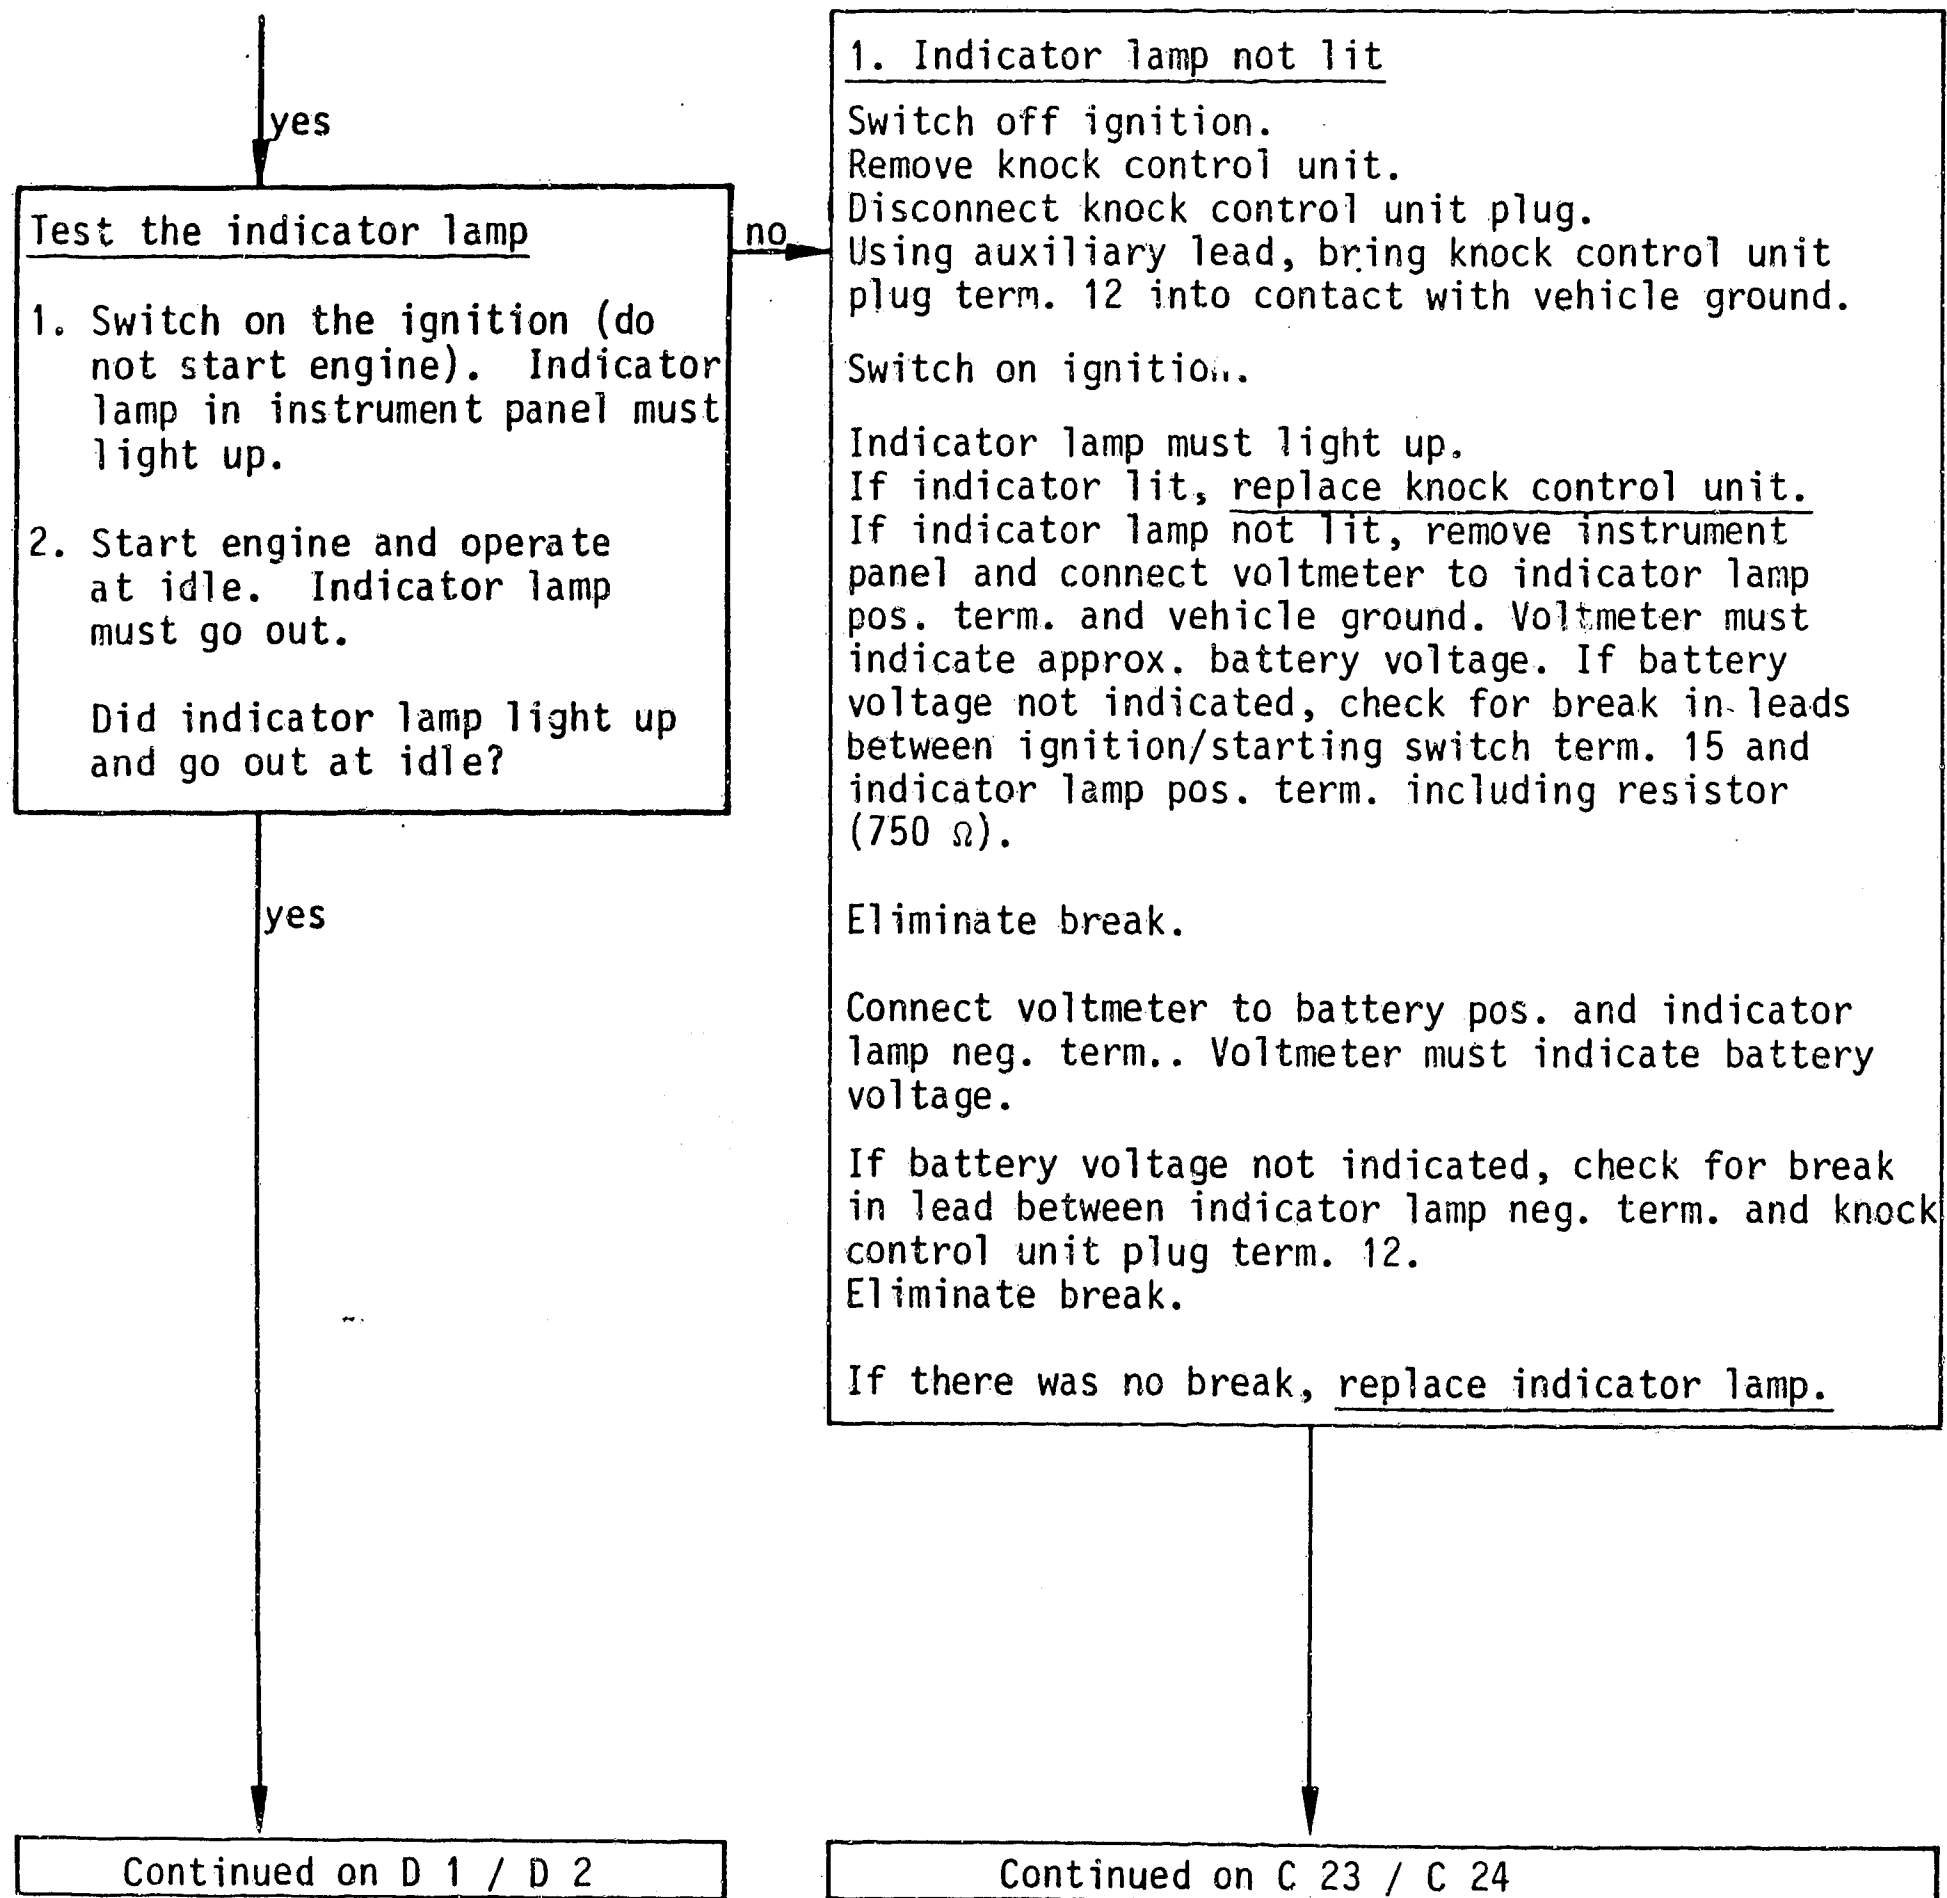 yes
Test the indicator lamp
1. Switch on the ignition (do
not start engine). Indicator
lamp in instrument panel must
light up.
2. Start engine and operate
at idle. Indicator lamp
must go out.
Did indicator lamp light up
and go out at idle?
no
1. Indicator lamp not lit
Switch off ignition.
Remove knock control unit.
Disconnect knock control unit plug.
Using auxiliary lead, bring knock control unit
plug term. 12 into contact with vehicle ground.
Switch on ignition.
Indicator lamp must light up.
If indicator lit, replace knock control unit.
If indicator lamp not lit, remove instrument
panel and connect voltmeter to indicator lamp
pos. term. and vehicle ground. Voltmeter must
indicate approx. battery voltage. If battery
voltage not indicated, check for break in leads
between ignition/starting switch term. 15 and
indicator lamp pos. term. including resistor
(750 Ω).
Eliminate break.
Connect voltmeter to battery pos. and indicator
lamp neg. term.. Voltmeter must indicate battery
voltage.
If battery voltage not indicated, check for break
in lead between indicator lamp neg. term. and knock
control unit plug term. 12.
Eliminate break.
If there was no break, replace indicator lamp.
yes
Continued on D 1 / D 2
Continued on C 23 / C 24